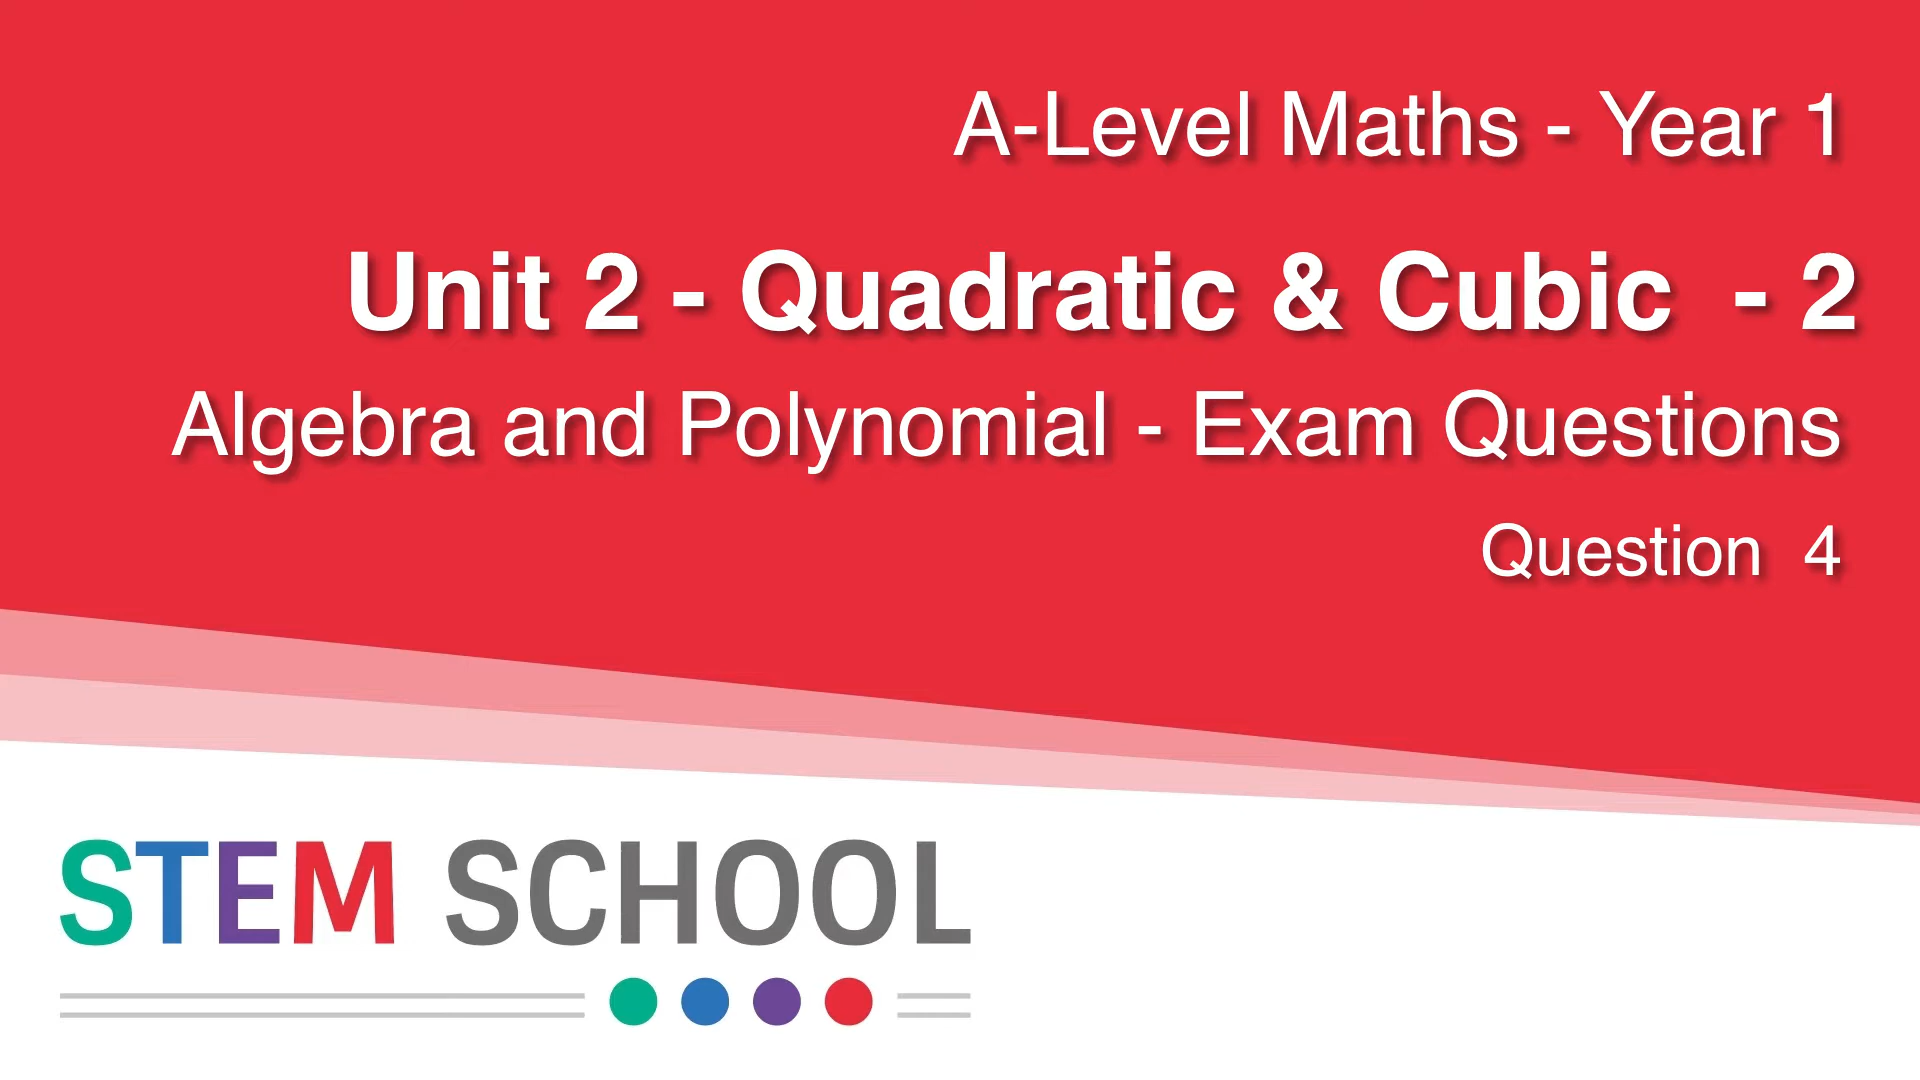 A-Level Maths - Year 1
Unit 2 - Quadratic & Cubic - 2
Algebra and Polynomial - Exam Questions
Question 4
STEM SCHOOL